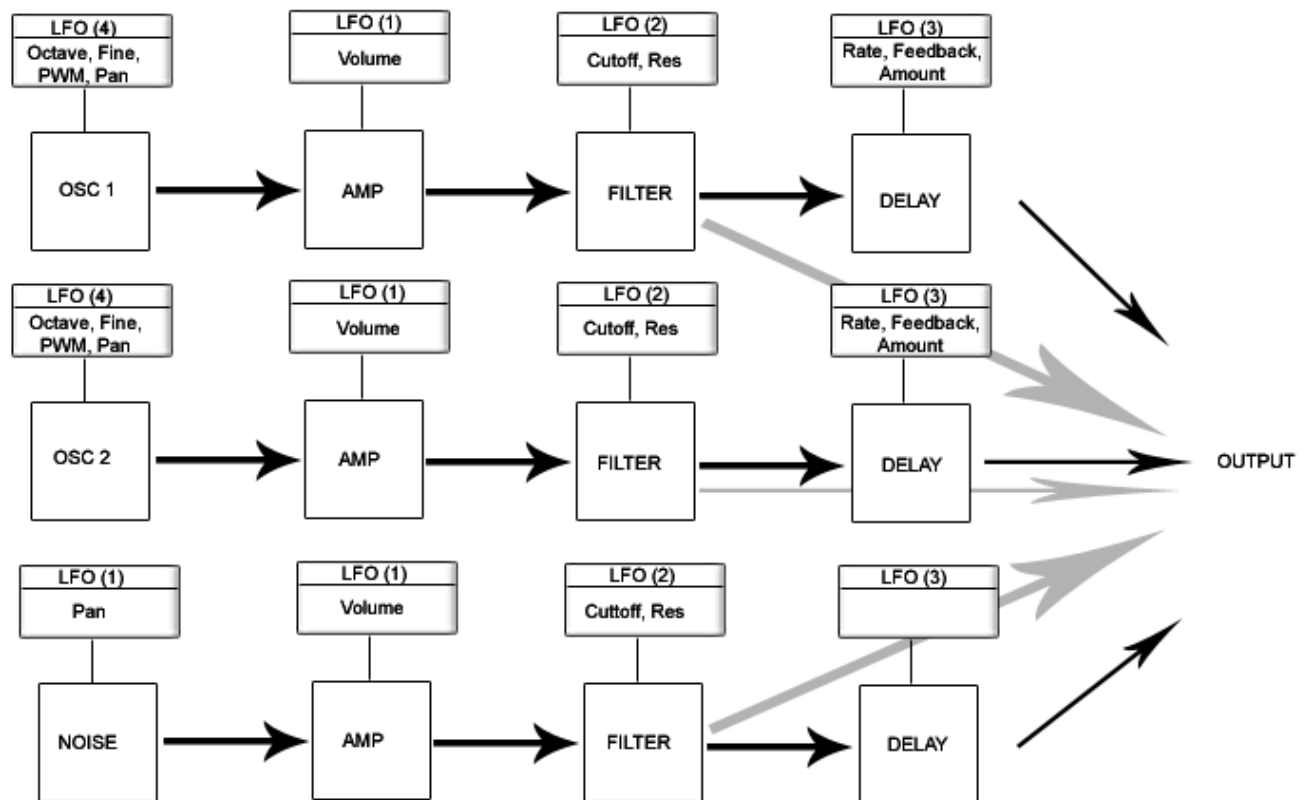 LFO (4)
Octave, Fine,
PWM, Pan
LFO (1)
Volume
LFO (2)
Cutoff, Res
LFO (3)
Rate, Feedback,
Amount
OSC 1
AMP
FILTER
DELAY
LFO (4)
Octave, Fine,
PWM, Pan
LFO (1)
Volume
LFO (2)
Cutoff, Res
LFO (3)
Rate, Feedback,
Amount
OSC 2
AMP
FILTER
DELAY
OUTPUT
LFO (1)
Pan
LFO (1)
Volume
LFO (2)
Cuttoff, Res
LFO (3)
NOISE
AMP
FILTER
DELAY